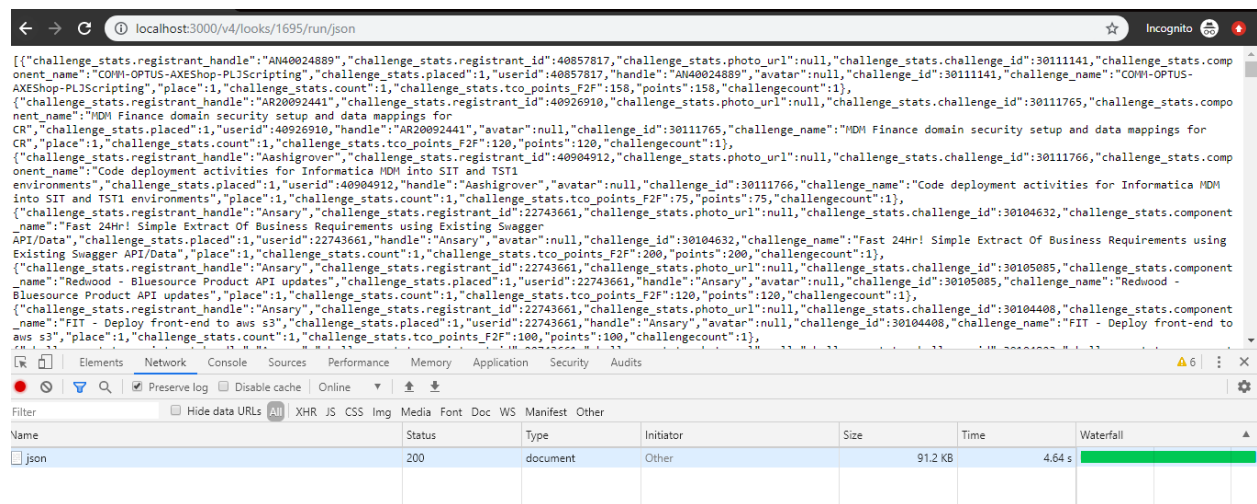 localhost:3000/v4/looks/1695/run/json Incognito
[{"challenge_stats.registrant_handle":"AN40024889","challenge_stats.registrant_id":40857817,"challenge_stats.photo_url":null,"challenge_stats.challenge_id":30111141,"challenge_stats.comp
onent_name":"COMM-OPTUS-AXEShop-PLJScripting","challenge_stats.placed":1,"userid":40857817,"handle":"AN40024889","avatar":null,"challenge_id":30111141,"challenge_name":"COMM-OPTUS-
AXEShop-PLJScripting","place":1,"challenge_stats.count":1,"challenge_stats.tco_points_F2F":158,"points":158,"challengecount":1},
{"challenge_stats.registrant_handle":"AR20092441","challenge_stats.registrant_id":40926910,"challenge_stats.photo_url":null,"challenge_stats.challenge_id":30111765,"challenge_stats.compo
nent_name":"MDM Finance domain security setup and data mappings for
CR","challenge_stats.placed":1,"userid":40926910,"handle":"AR20092441","avatar":null,"challenge_id":30111765,"challenge_name":"MDM Finance domain security setup and data mappings for
CR","place":1,"challenge_stats.count":1,"challenge_stats.tco_points_F2F":120,"points":120,"challengecount":1},
{"challenge_stats.registrant_handle":"Aashigrover","challenge_stats.registrant_id":40904912,"challenge_stats.photo_url":null,"challenge_stats.challenge_id":30111766,"challenge_stats.comp
onent_name":"Code deployment activities for Informatica MDM into SIT and TST1
environments","challenge_stats.placed":1,"userid":40904912,"handle":"Aashigrover","avatar":null,"challenge_id":30111766,"challenge_name":"Code deployment activities for Informatica MDM
into SIT and TST1 environments","place":1,"challenge_stats.count":1,"challenge_stats.tco_points_F2F":75,"points":75,"challengecount":1},
{"challenge_stats.registrant_handle":"Ansary","challenge_stats.registrant_id":22743661,"challenge_stats.photo_url":null,"challenge_stats.challenge_id":30104632,"challenge_stats.component
_name":"Fast 24Hr! Simple Extract Of Business Requirements using Existing Swagger
API/Data","challenge_stats.placed":1,"userid":22743661,"handle":"Ansary","avatar":null,"challenge_id":30104632,"challenge_name":"Fast 24Hr! Simple Extract Of Business Requirements using
Existing Swagger API/Data","place":1,"challenge_stats.count":1,"challenge_stats.tco_points_F2F":200,"points":200,"challengecount":1},
{"challenge_stats.registrant_handle":"Ansary","challenge_stats.registrant_id":22743661,"challenge_stats.photo_url":null,"challenge_stats.challenge_id":30105085,"challenge_stats.component
_name":"Redwood - Bluesource Product API updates","challenge_stats.placed":1,"userid":22743661,"handle":"Ansary","avatar":null,"challenge_id":30105085,"challenge_name":"Redwood -
Bluesource Product API updates","place":1,"challenge_stats.count":1,"challenge_stats.tco_points_F2F":120,"points":120,"challengecount":1},
{"challenge_stats.registrant_handle":"Ansary","challenge_stats.registrant_id":22743661,"challenge_stats.photo_url":null,"challenge_stats.challenge_id":30104408,"challenge_stats.component
_name":"FIT - Deploy front-end to aws s3","challenge_stats.placed":1,"userid":22743661,"handle":"Ansary","avatar":null,"challenge_id":30104408,"challenge_name":"FIT - Deploy front-end to
aws s3","place":1,"challenge_stats.count":1,"challenge_stats.tco_points_F2F":100,"points":100,"challengecount":1},
Elements Network Console Sources Performance Memory Application Security Audits 6
Preserve log Disable cache Online
Filter Hide data URLs All XHR JS CSS Img Media Font Doc WS Manifest Other
Name Status Type Initiator Size Time Waterfall
json 200 document Other 91.2 KB 4.64 s